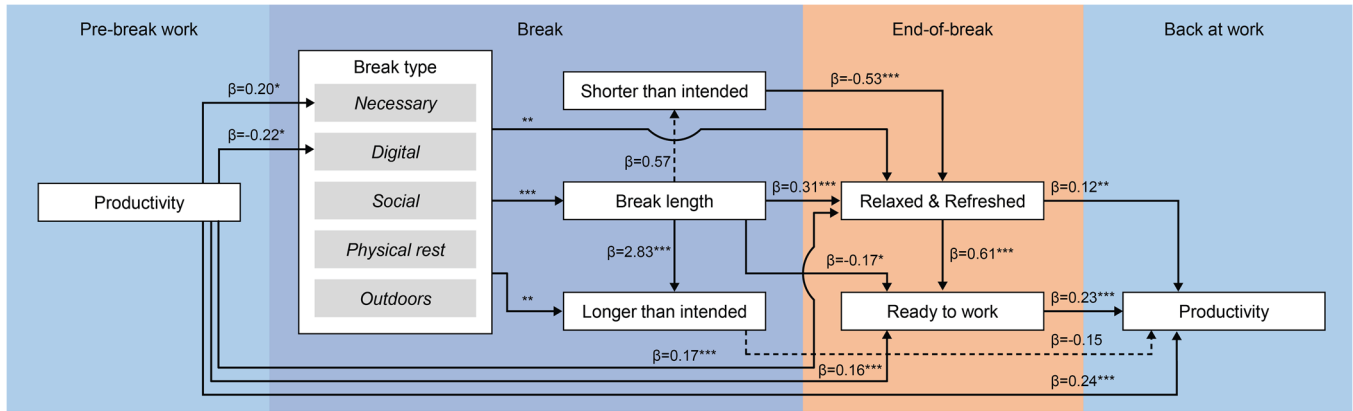 Pre-break work
Break
End-of-break
Back at work
Break type
Necessary
Digital
Social
Physical rest
Outdoors
β=0.20*
β=-0.22*
Productivity
Shorter than intended
β=-0.53***
**
β=0.57
***
Break length
β=0.31***
Relaxed & Refreshed
β=0.12**
β=2.83***
β=-0.17*
β=0.61***
**
Longer than intended
Ready to work
β=0.23***
Productivity
β=-0.15
β=0.17***
β=0.16***
β=0.24***